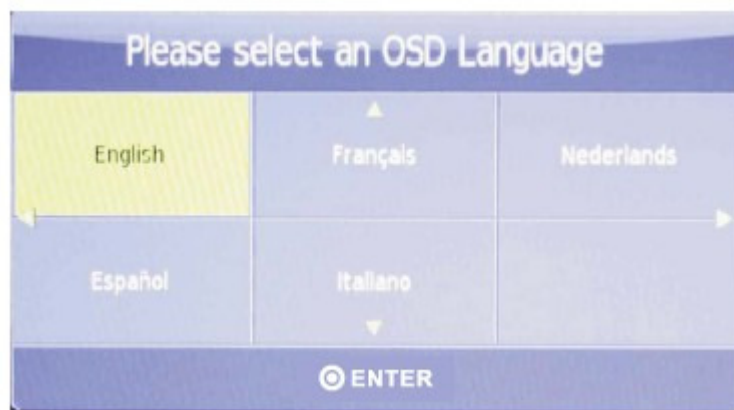 Please select an OSD Language
English Français Nederlands
Español Italiano
ENTER